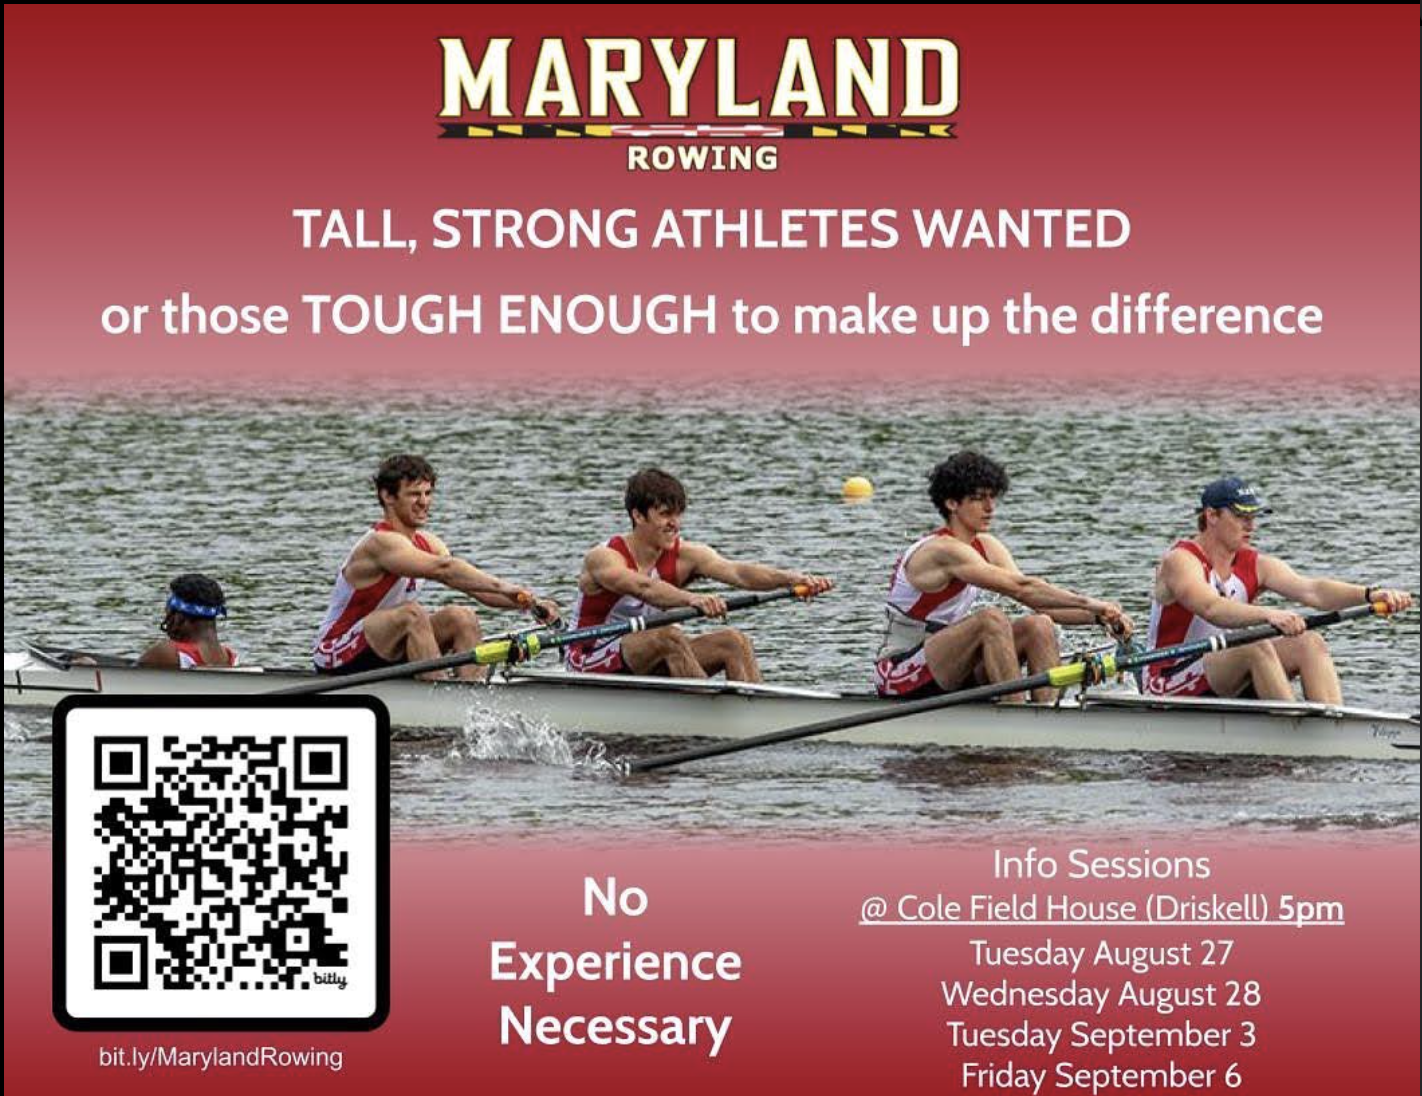 MARYLAND
ROWING
TALL, STRONG ATHLETES WANTED
or those TOUGH ENOUGH to make up the difference
bitly
bit.ly/MarylandRowing
No
Experience
Necessary
Info Sessions
@ Cole Field House (Driskell) 5pm
Tuesday August 27
Wednesday August 28
Tuesday September 3
Friday September 6